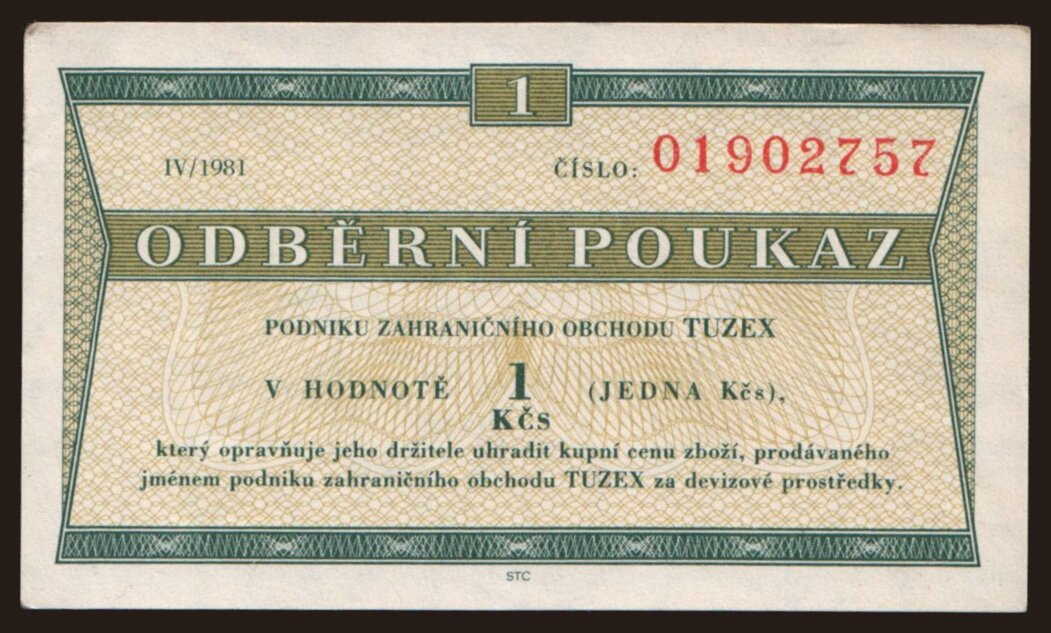 1
IV/1981 ČÍSLO: 01902757
ODBĚRNÍ POUKAZ
PODNIKU ZAHRANIČNÍHO OBCHODU TUZEX
V HODNOTĚ 1 (JEDNA Kčs),
Kčs
který opravňuje jeho držitele uhradit kupní cenu zboží, prodávaného
jménem podniku zahraničního obchodu TUZEX za devizové prostředky.
STC